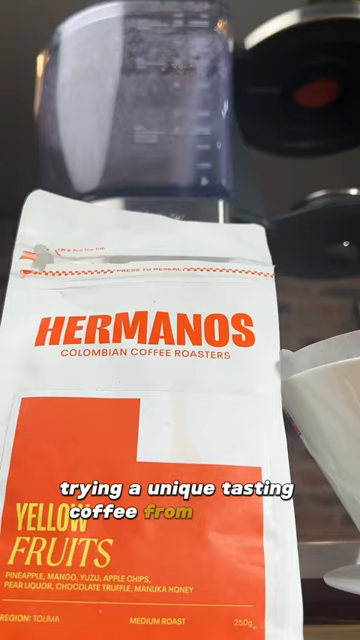 PRESS TO RESEAL
HERMANOS
COLOMBIAN COFFEE ROASTERS
trying a unique tasting
coffee from
YELLOW
FRUITS
PINEAPPLE, MANGO, YUZU, APPLE CHIPS,
PEAR LIQUOR, CHOCOLATE TRUFFLE, MANUKA HONEY
REGION: TOLIMA MEDIUM ROAST 250g